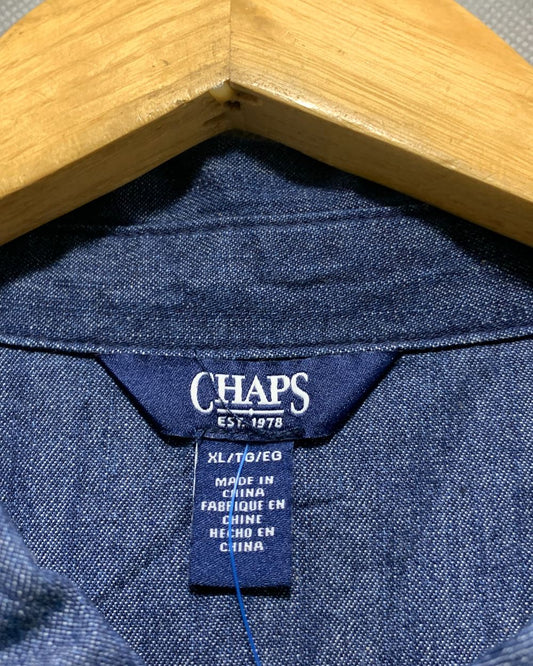 CHAPS
EST. 1978
XL/TG/EG
MADE IN
CHINA
FABRIQUE EN
CHINE
HECHO EN
CHINA